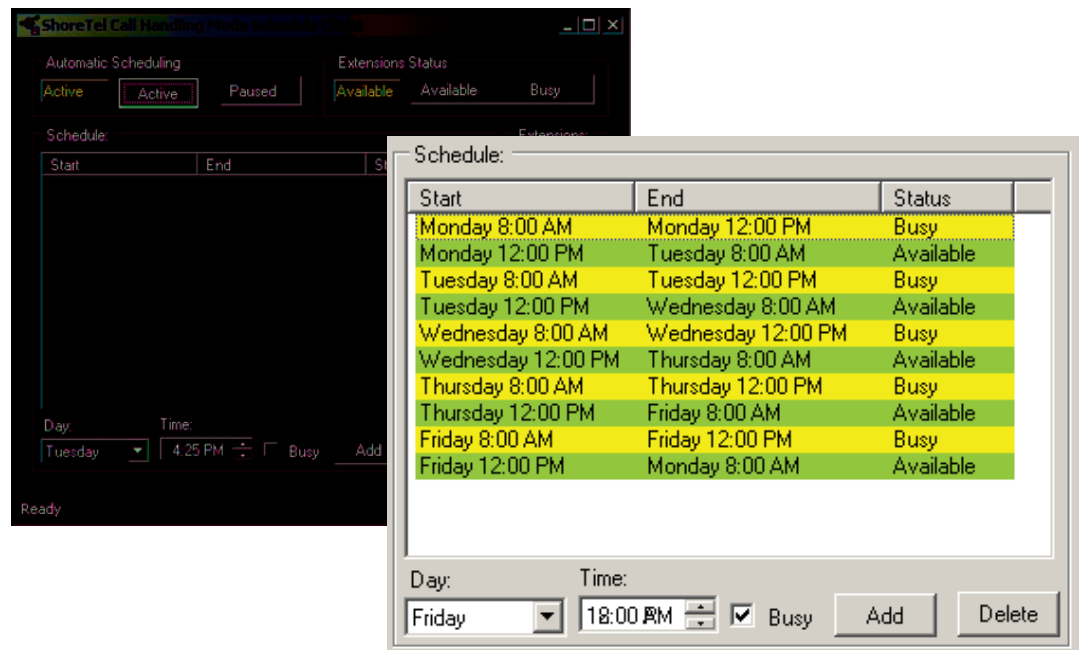 ShoreTel Call Handling Mode
Automatic Scheduling Extensions Status
Active Active Paused Available Available Busy
Schedule: Extensions:
Start End St
Day: Time:
Tuesday 4:25 PM Busy Add
Ready
Schedule:
Start End Status
Monday 8:00 AM Monday 12:00 PM Busy
Monday 12:00 PM Tuesday 8:00 AM Available
Tuesday 8:00 AM Tuesday 12:00 PM Busy
Tuesday 12:00 PM Wednesday 8:00 AM Available
Wednesday 8:00 AM Wednesday 12:00 PM Busy
Wednesday 12:00 PM Thursday 8:00 AM Available
Thursday 8:00 AM Thursday 12:00 PM Busy
Thursday 12:00 PM Friday 8:00 AM Available
Friday 8:00 AM Friday 12:00 PM Busy
Friday 12:00 PM Monday 8:00 AM Available
Day: Time:
Friday Busy Add Delete